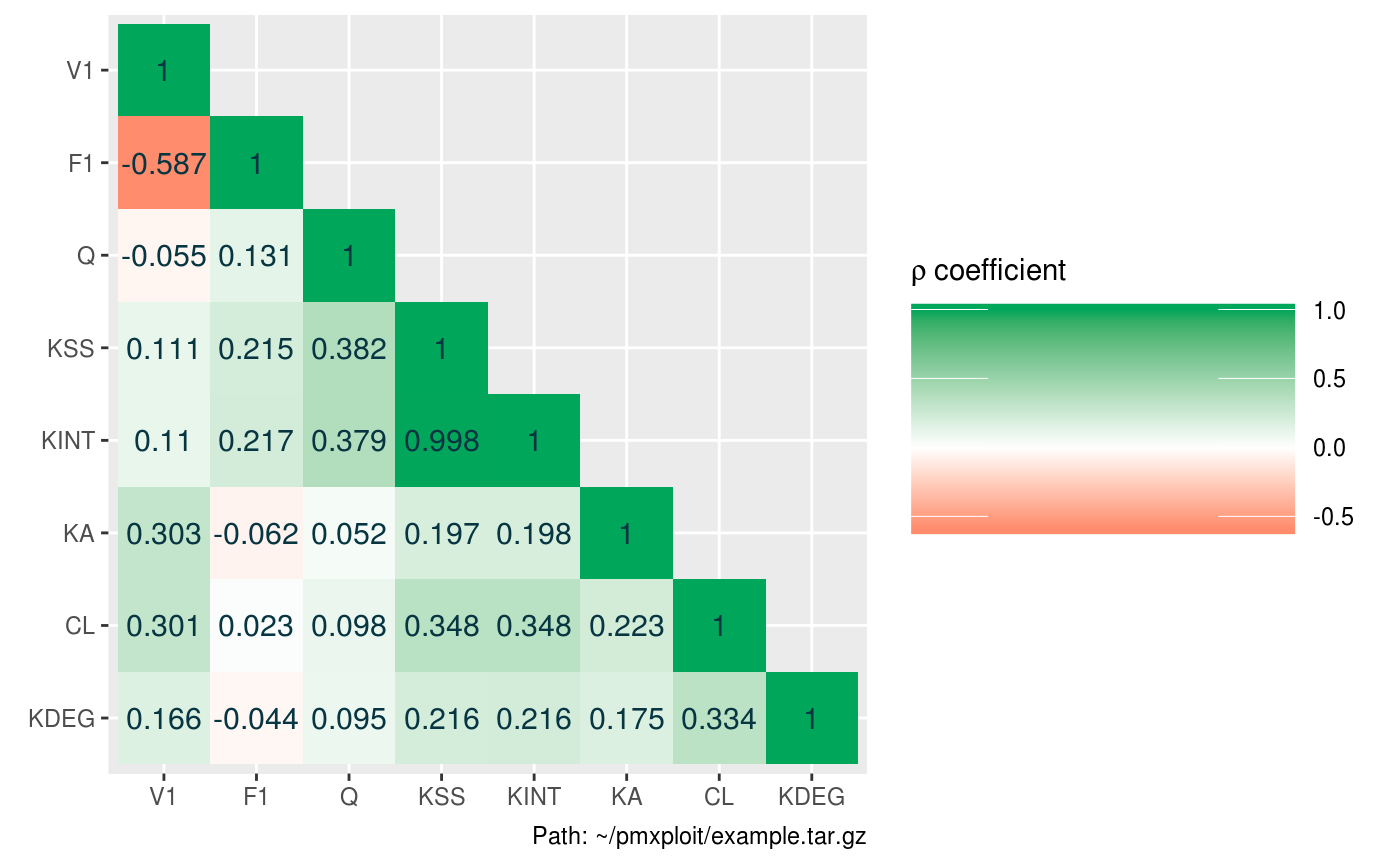 V1 1
F1 -0.587 1
Q -0.055 0.131 1
KSS 0.111 0.215 0.382 1
KINT 0.11 0.217 0.379 0.998 1
KA 0.303 -0.062 0.052 0.197 0.198 1
CL 0.301 0.023 0.098 0.348 0.348 0.223 1
KDEG 0.166 -0.044 0.095 0.216 0.216 0.175 0.334 1
V1 F1 Q KSS KINT KA CL KDEG
Path: ~/pmxploit/example.tar.gz
ρ coefficient
1.0
0.5
0.0
-0.5